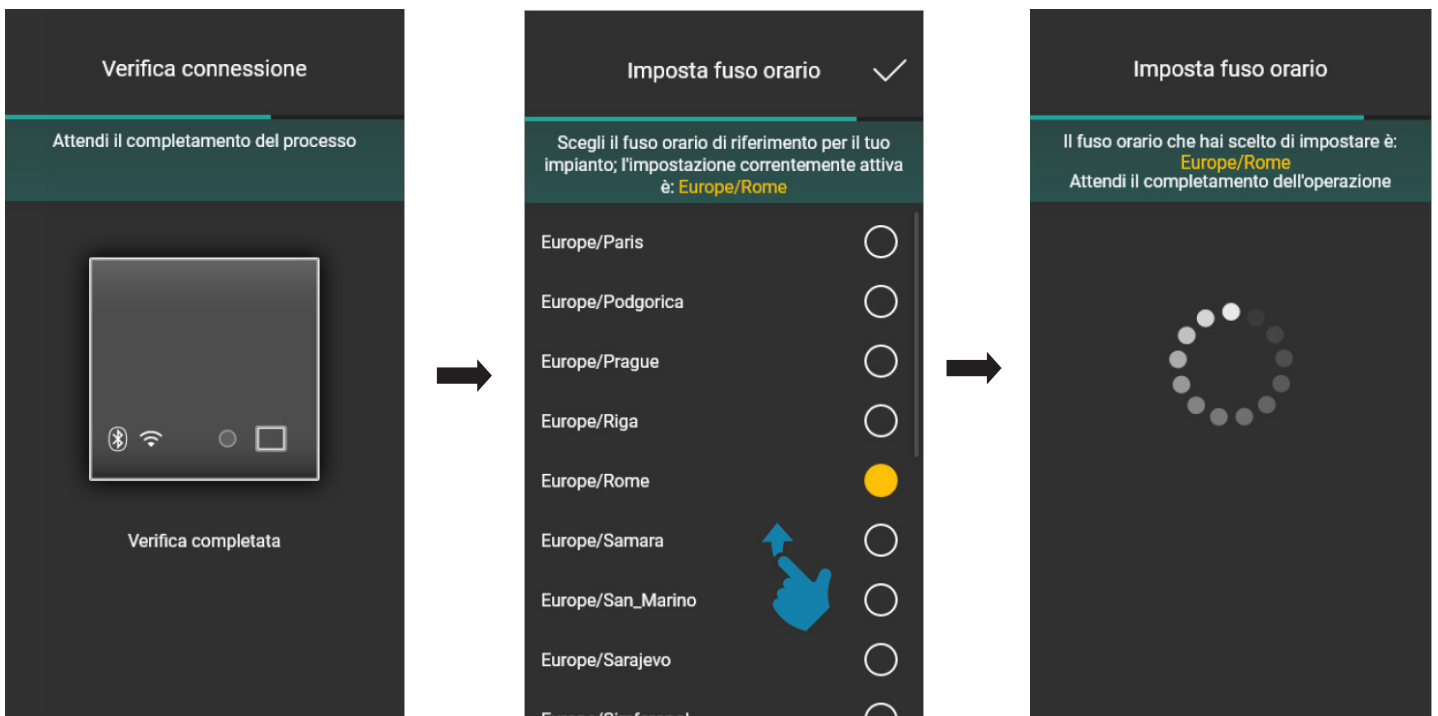 Verifica connessione
Attendi il completamento del processo
Verifica completata
Imposta fuso orario
Scegli il fuso orario di riferimento per il tuo
impianto; l'impostazione correntemente attiva
è: Europe/Rome
Europe/Paris
Europe/Podgorica
Europe/Prague
Europe/Riga
Europe/Rome
Europe/Samara
Europe/San_Marino
Europe/Sarajevo
Imposta fuso orario
Il fuso orario che hai scelto di impostare è:
Europe/Rome
Attendi il completamento dell'operazione